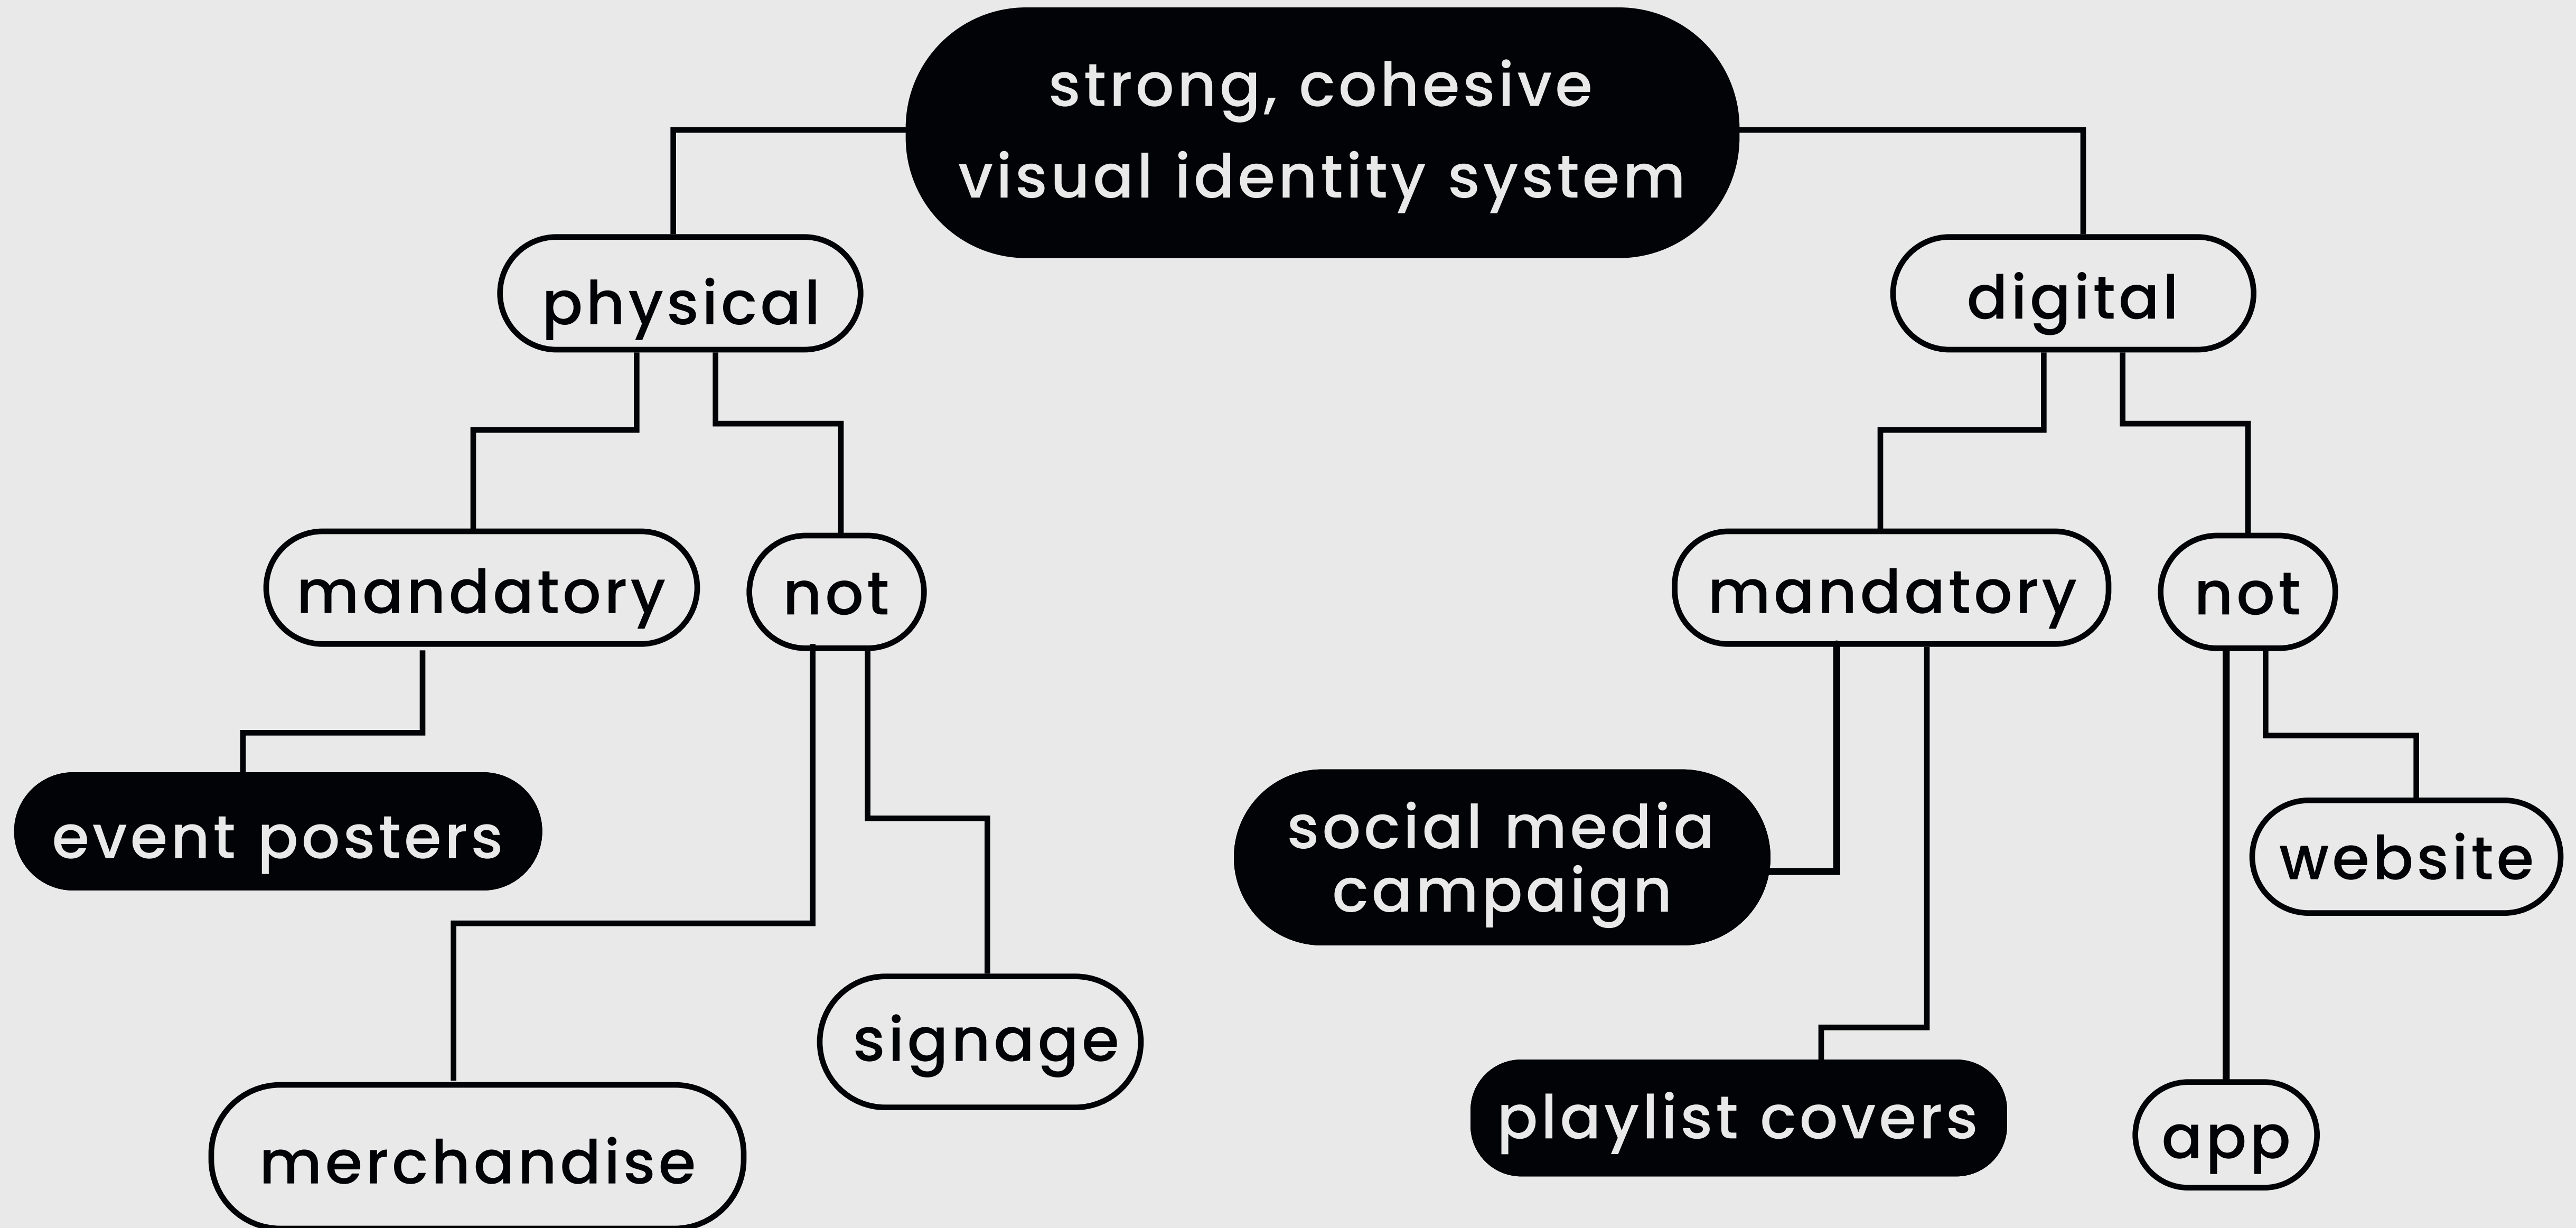 strong, cohesive
visual identity system
physical
digital
mandatory
not
mandatory
not
event posters
social media
campaign
website
signage
playlist covers
app
merchandise